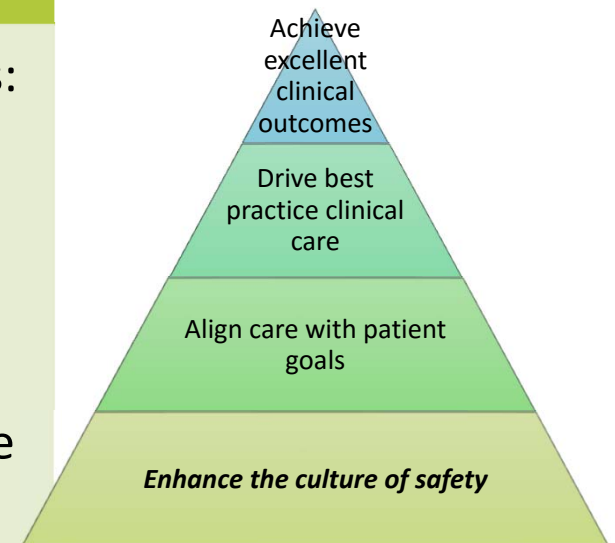 s:
e
Achieve
excellent
clinical
outcomes
Drive best
practice clinical
care
Align care with patient
goals
Enhance the culture of safety